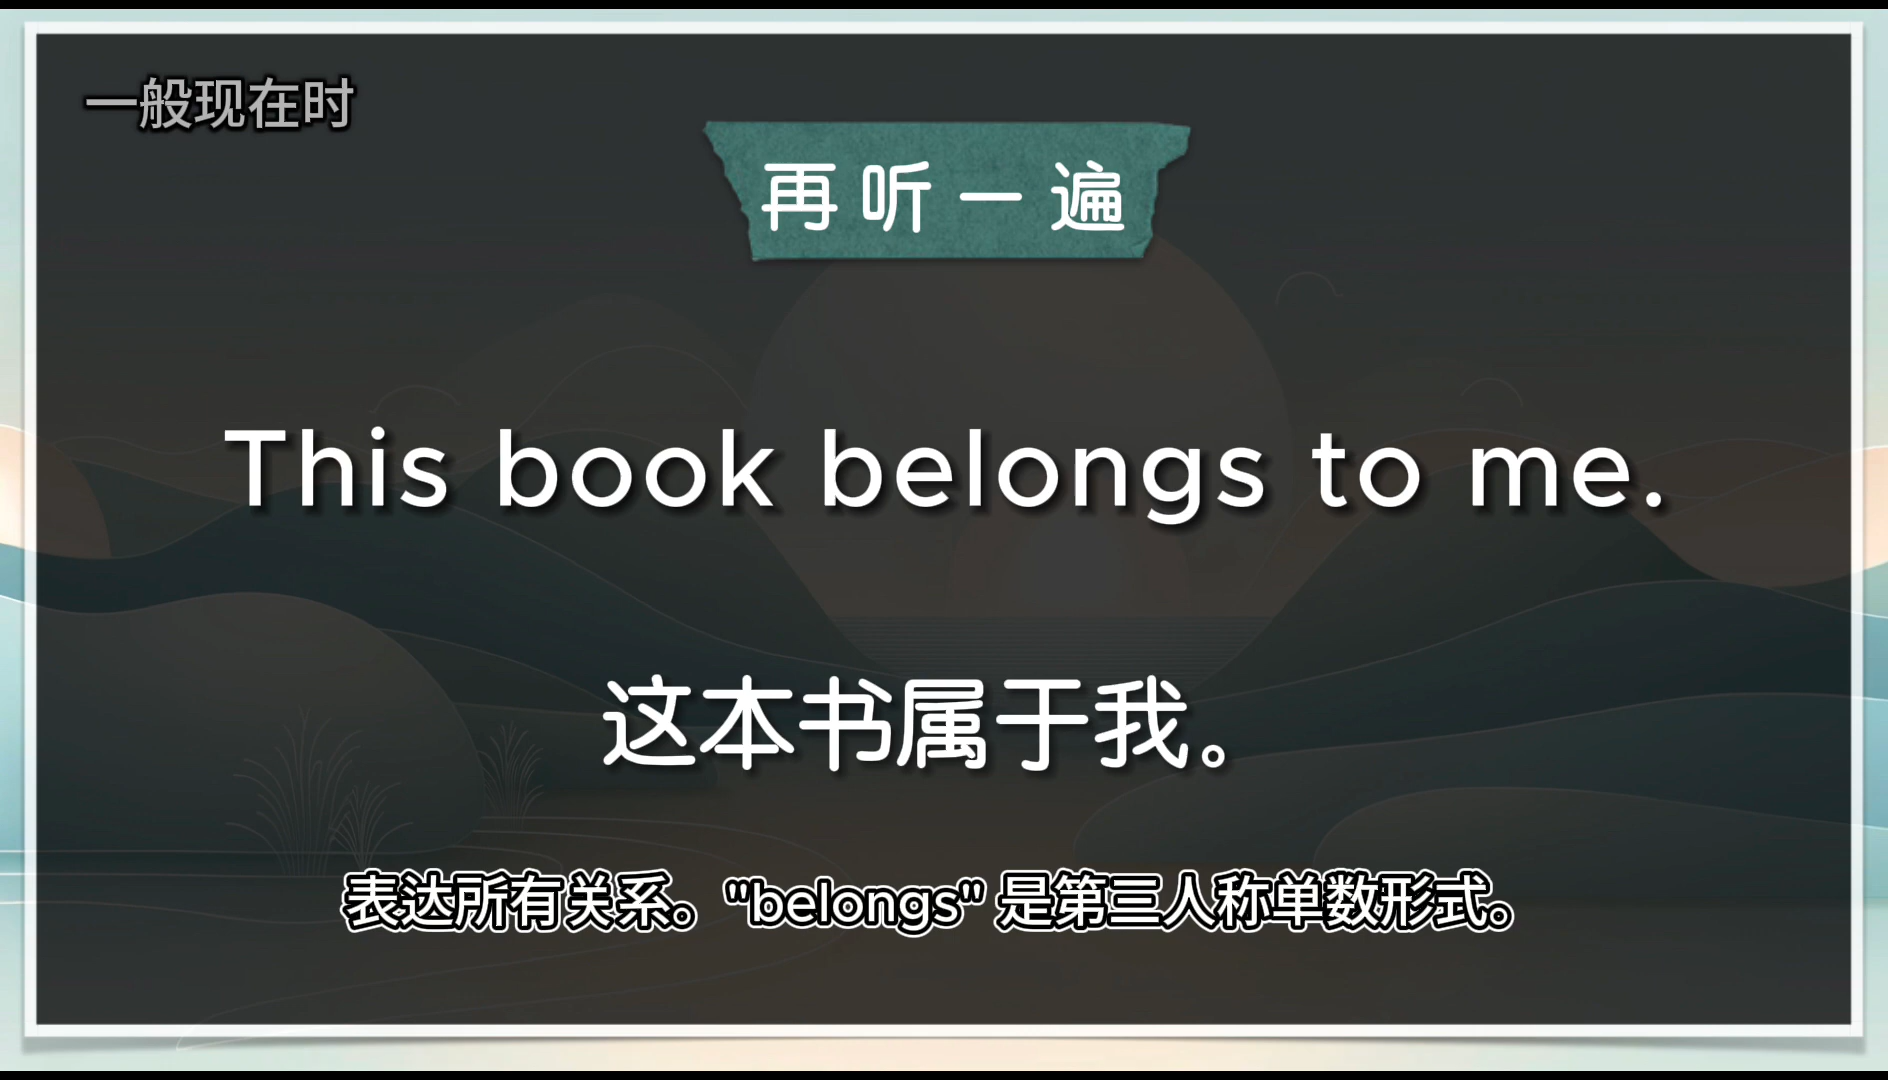 一般现在时
再听一遍
This book belongs to me.
这本书属于我。
表达所有关系。"belongs" 是第三人称单数形式。